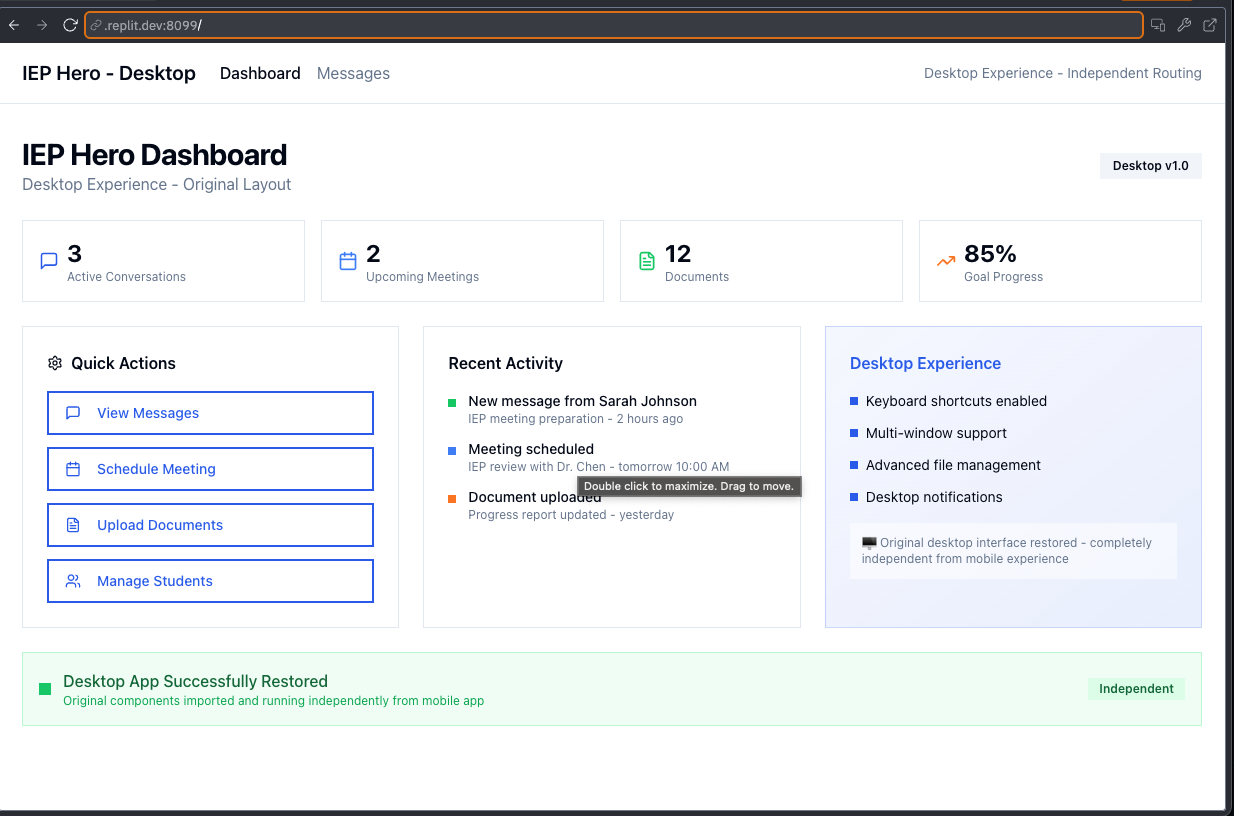 .replit.dev:8099/
IEP Hero - Desktop Dashboard Messages Desktop Experience - Independent Routing
IEP Hero Dashboard
Desktop Experience - Original Layout
Desktop v1.0
3
Active Conversations
2
Upcoming Meetings
12
Documents
85%
Goal Progress
Quick Actions
View Messages
Schedule Meeting
Upload Documents
Manage Students
Recent Activity
New message from Sarah Johnson
IEP meeting preparation - 2 hours ago
Meeting scheduled
IEP review with Dr. Chen - tomorrow 10:00 AM
Double click to maximize. Drag to move.
Document uploaded
Progress report updated - yesterday
Desktop Experience
Keyboard shortcuts enabled
Multi-window support
Advanced file management
Desktop notifications
Original desktop interface restored - completely
independent from mobile experience
Desktop App Successfully Restored
Original components imported and running independently from mobile app
Independent